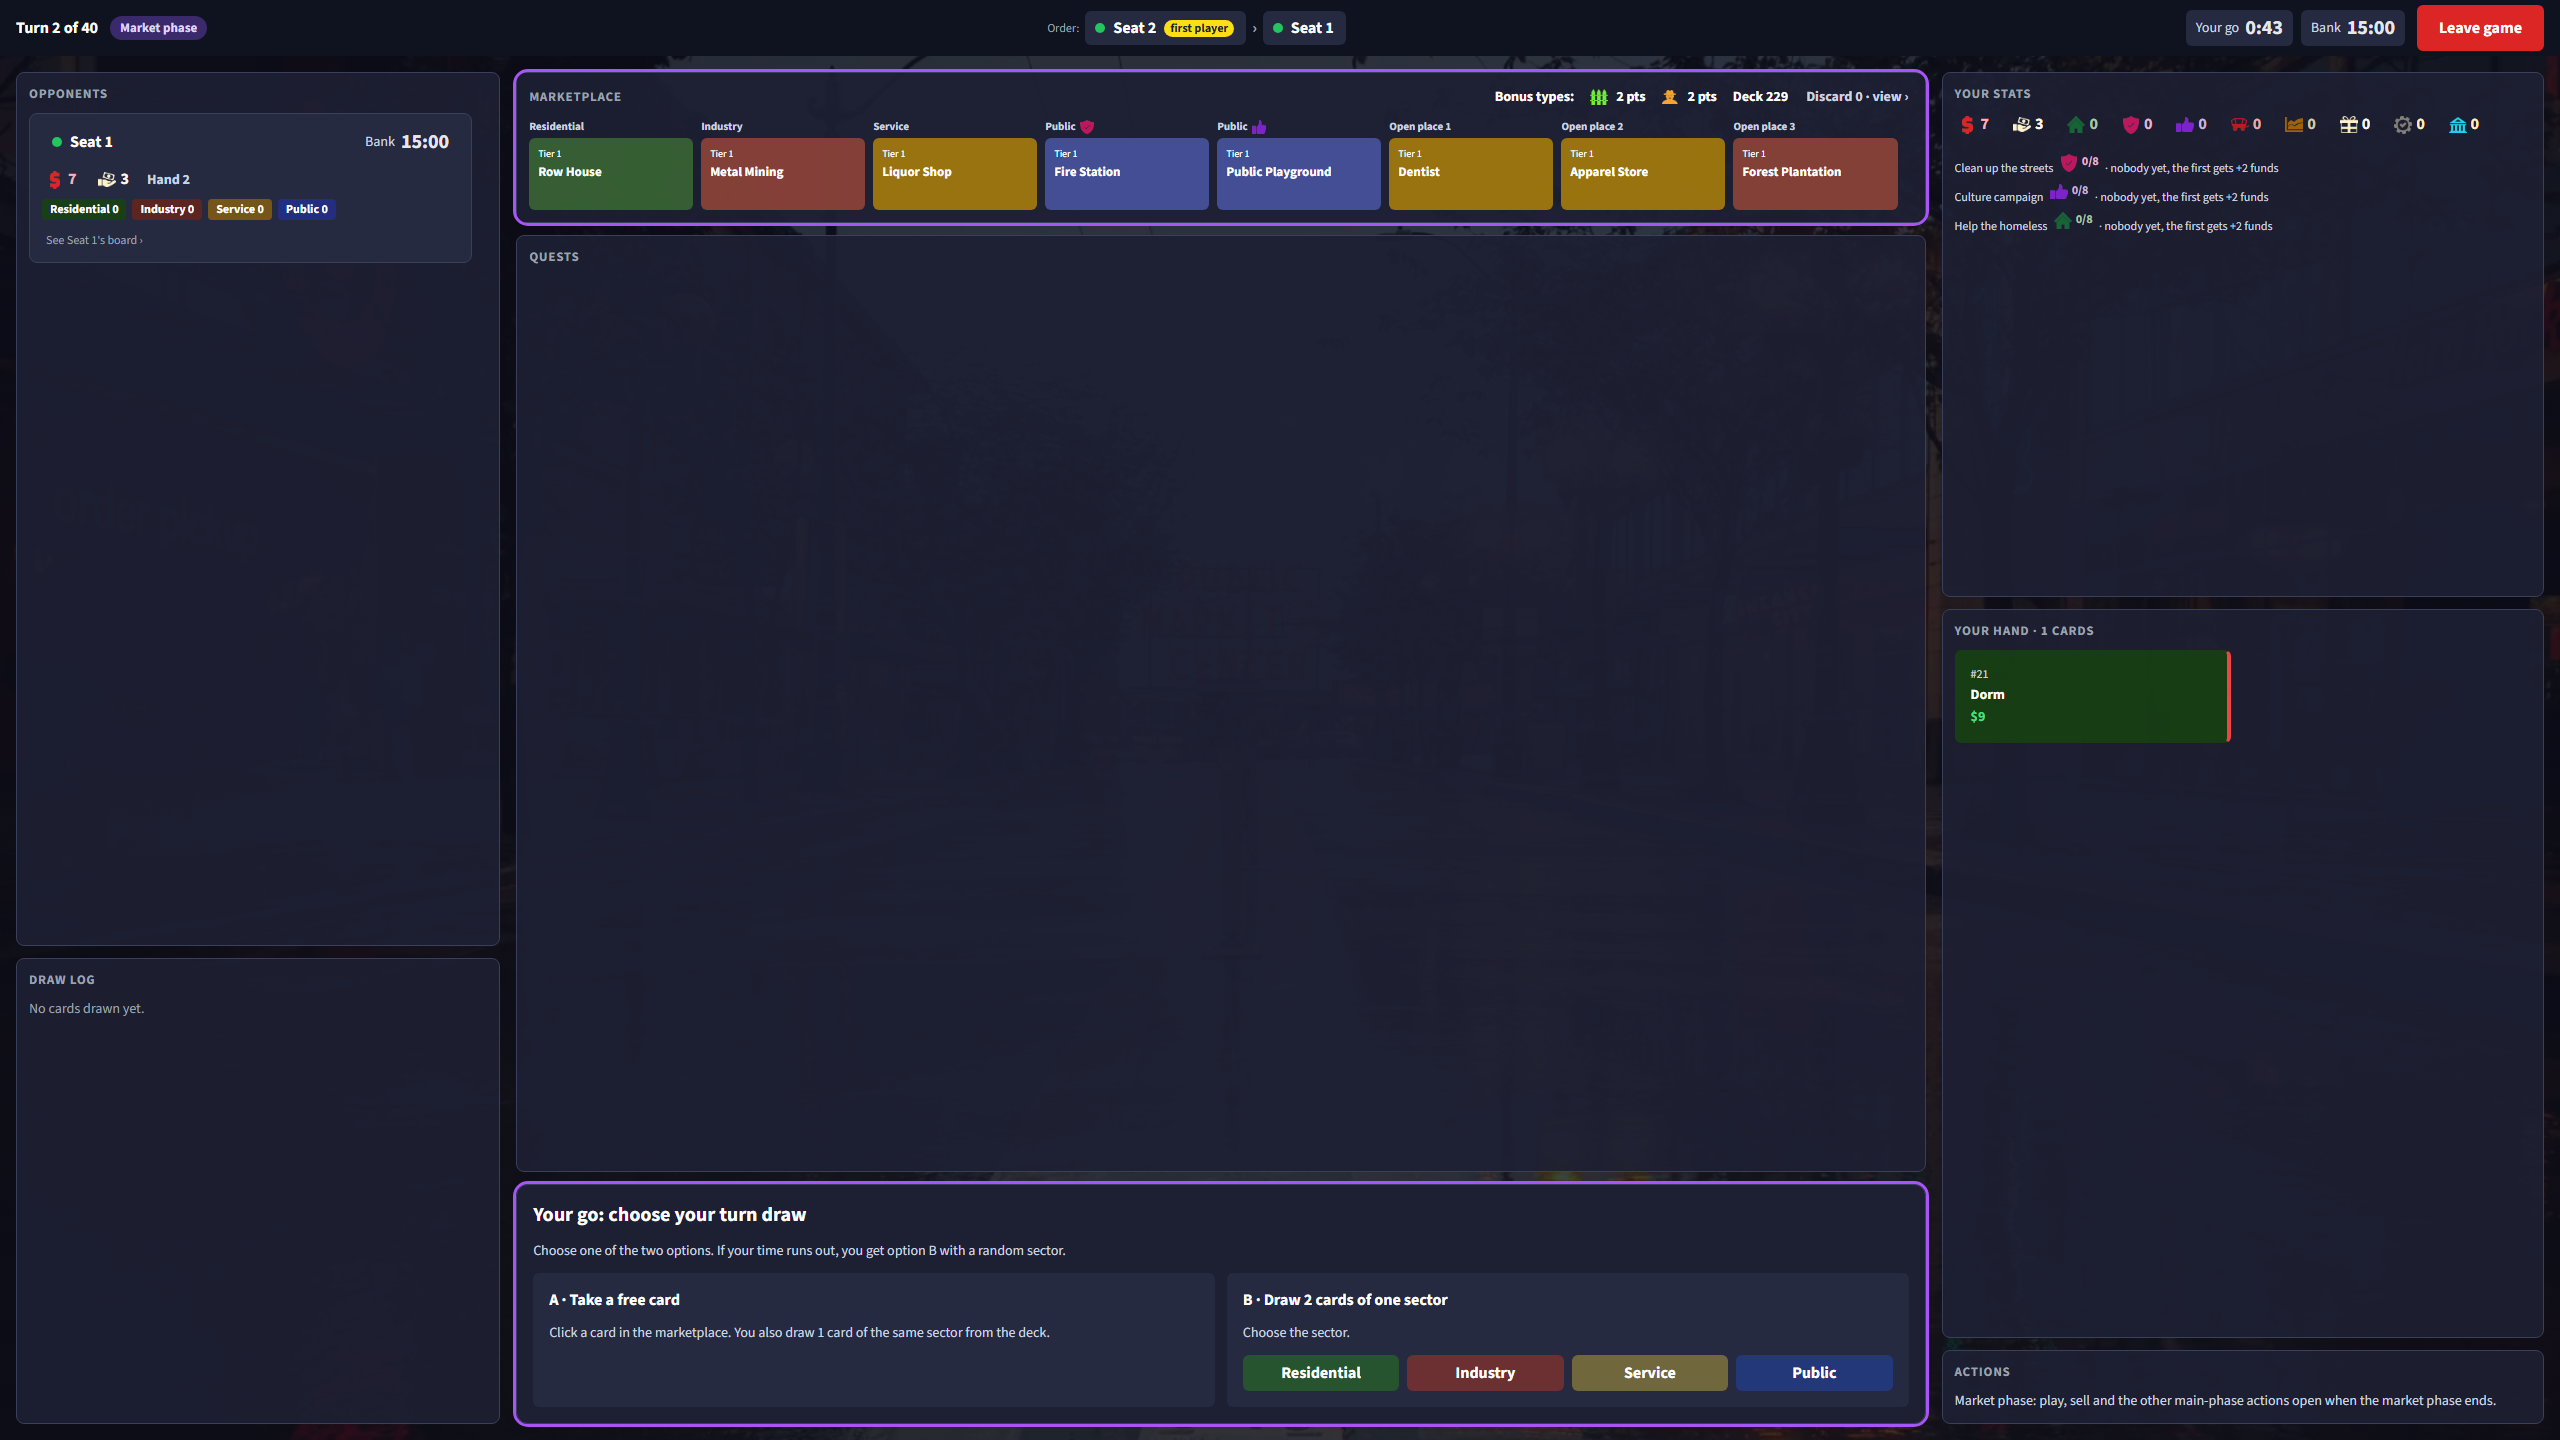 Turn 2 of 40 Market phase
Order: Seat 2 first player › Seat 1
Your go 0:43 Bank 15:00 Leave game
OPPONENTS
Seat 1 Bank 15:00
7 3 Hand 2
Residential 0 Industry 0 Service 0 Public 0
See Seat 1's board ›
DRAW LOG
No cards drawn yet.
MARKETPLACE
Bonus types: 2 pts 2 pts Deck 229 Discard 0 · view ›
Residential Industry Service Public Public Open place 1 Open place 2 Open place 3
Tier 1 Tier 1 Tier 1 Tier 1 Tier 1 Tier 1 Tier 1 Tier 1
Row House Metal Mining Liquor Shop Fire Station Public Playground Dentist Apparel Store Forest Plantation
QUESTS
Your go: choose your turn draw
Choose one of the two options. If your time runs out, you get option B with a random sector.
A · Take a free card
Click a card in the marketplace. You also draw 1 card of the same sector from the deck.
B · Draw 2 cards of one sector
Choose the sector.
Residential Industry Service Public
YOUR STATS
$ 7 3 0 0 0 0 0 0 0 0
Clean up the streets 0/8 · nobody yet, the first gets +2 funds
Culture campaign 0/8 · nobody yet, the first gets +2 funds
Help the homeless 0/8 · nobody yet, the first gets +2 funds
YOUR HAND · 1 CARDS
#21
Dorm
$9
ACTIONS
Market phase: play, sell and the other main-phase actions open when the market phase ends.